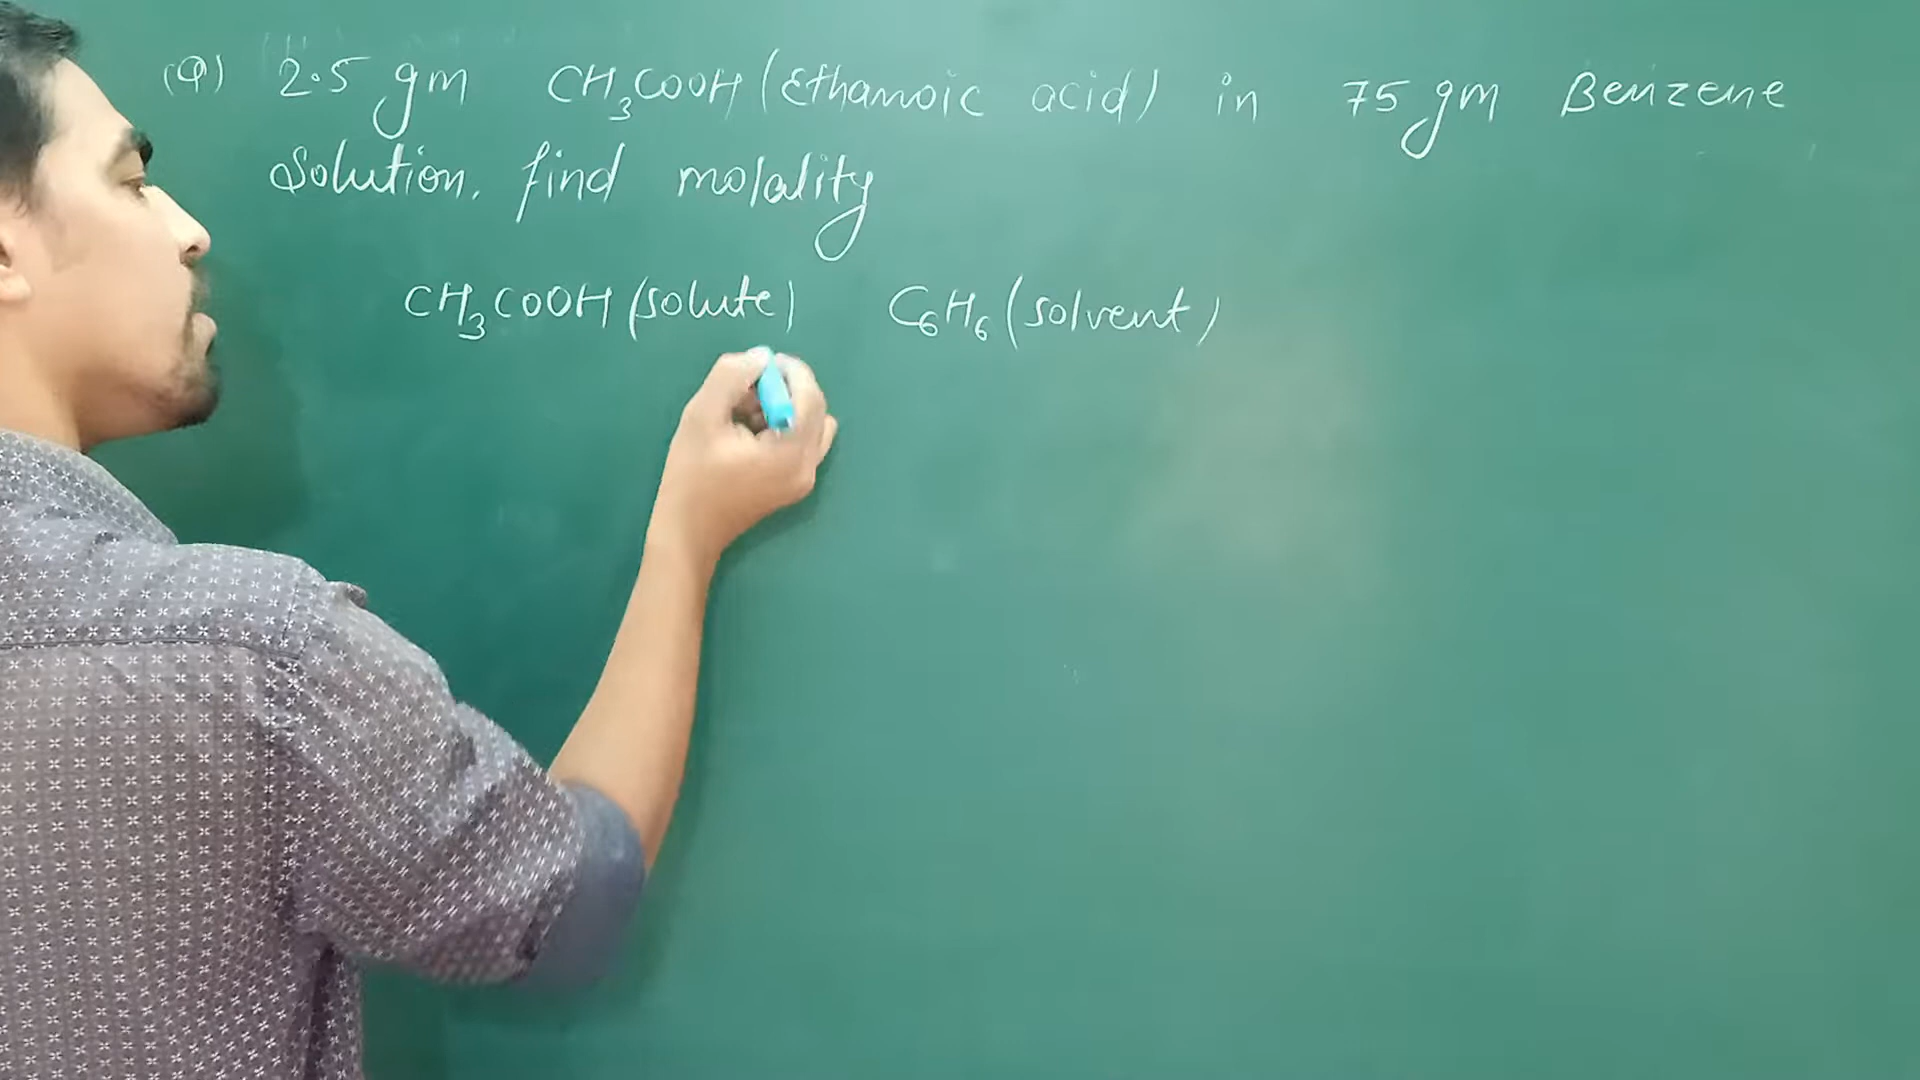 (Q) 2.5 gm CH₃COOH (Ethanoic acid) in 75 gm Benzene
Solution, find molality
CH₃COOH (solute) C₆H₆ (solvent)